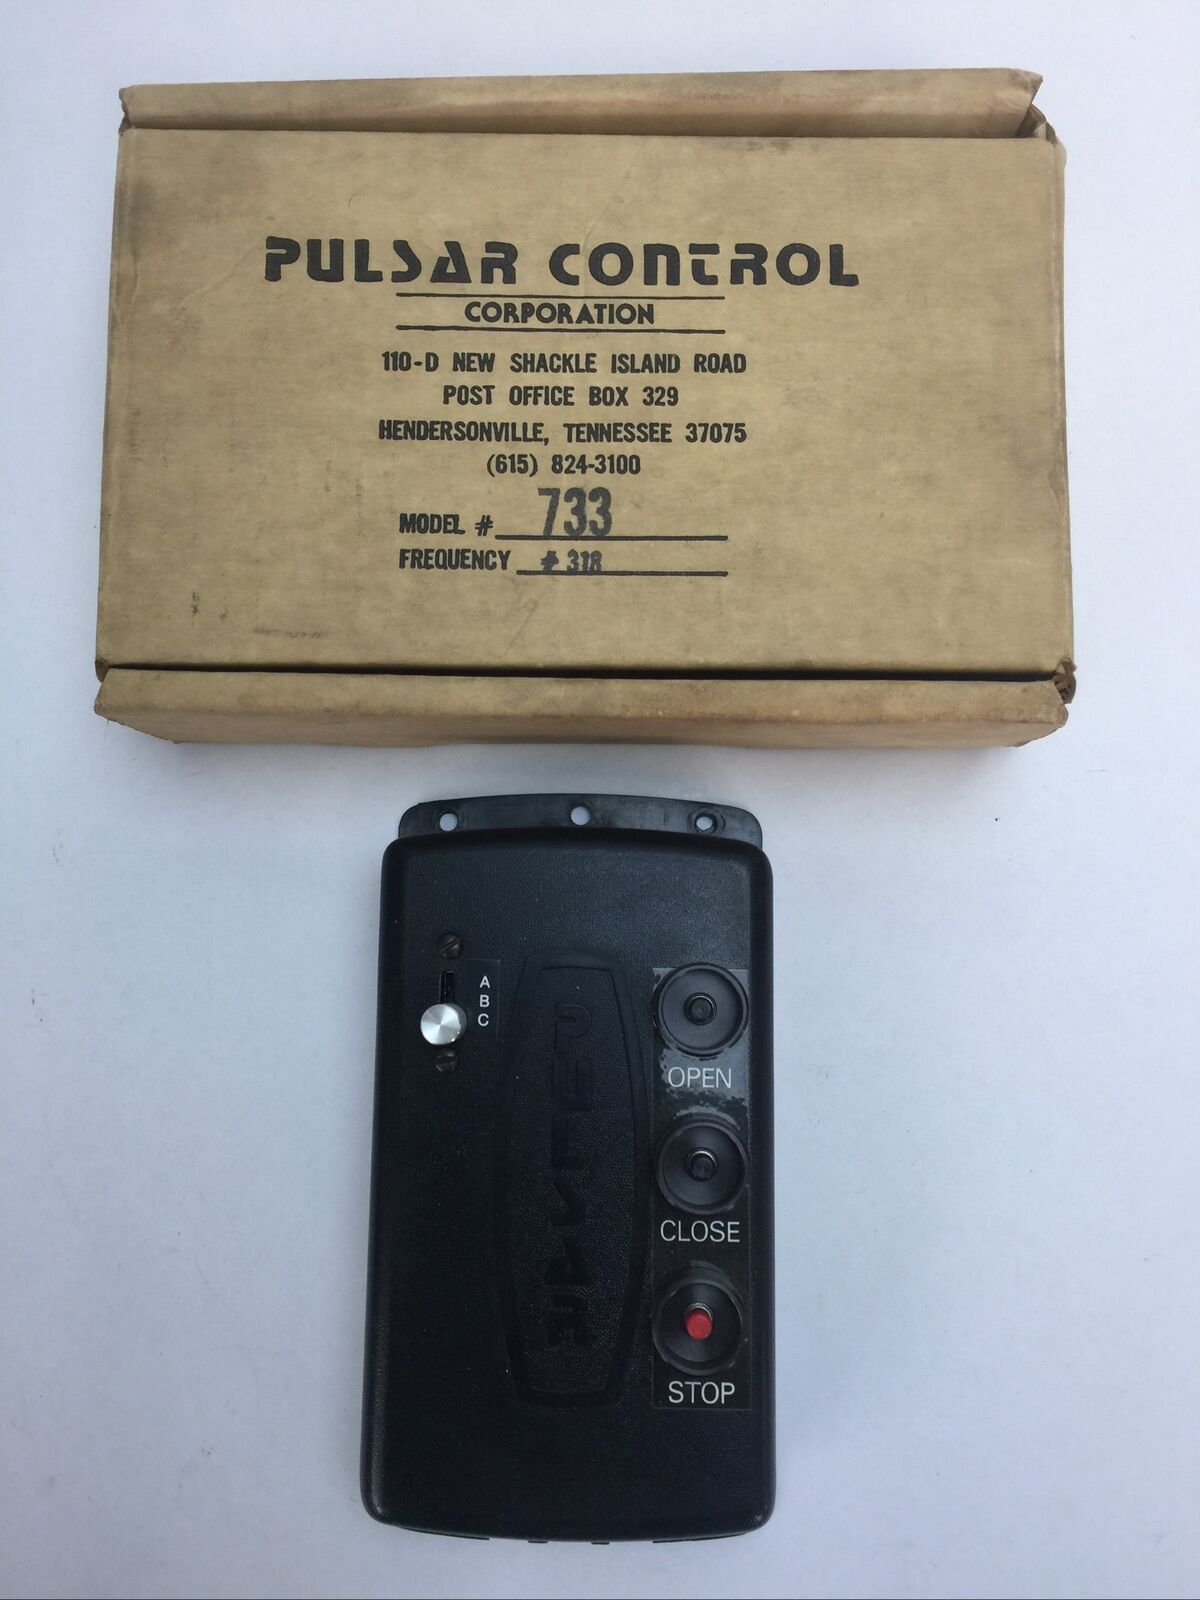 PULSAR CONTROL
CORPORATION
110-D NEW SHACKLE ISLAND ROAD
POST OFFICE BOX 329
HENDERSONVILLE, TENNESSEE 37075
(615) 824-3100
MODEL # 733
FREQUENCY # 318
A
B
C
PULSAR
OPEN
CLOSE
STOP